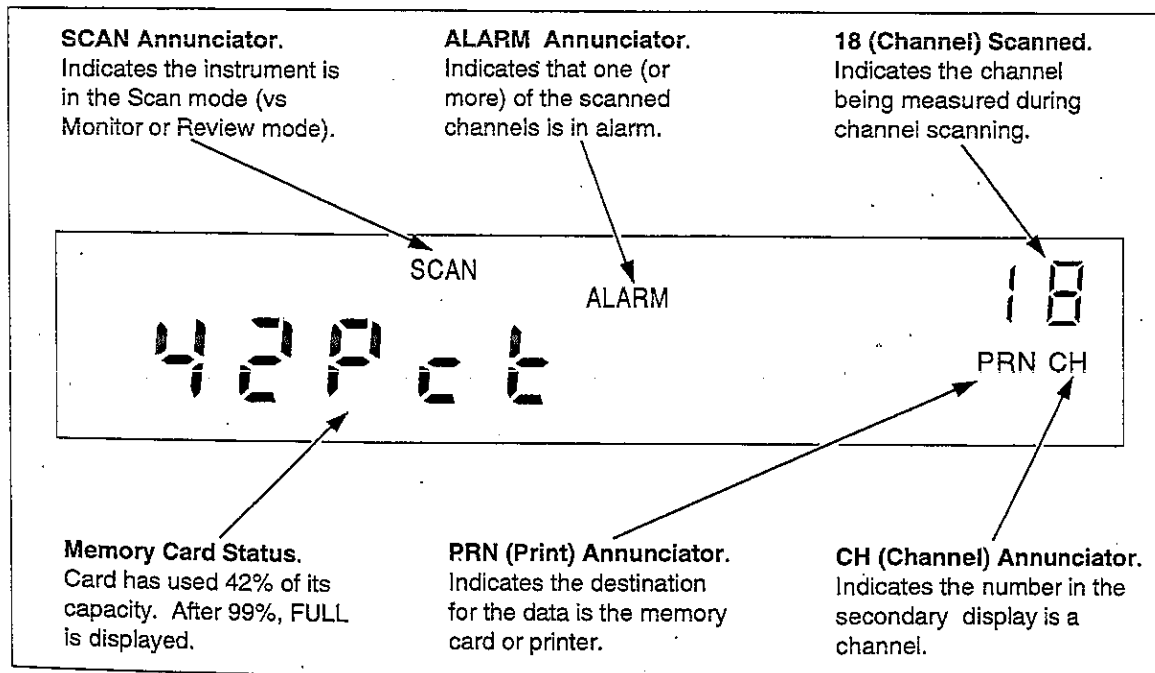 SCAN Annunciator.
Indicates the instrument is
in the Scan mode (vs
Monitor or Review mode).
ALARM Annunciator.
Indicates that one (or
more) of the scanned
channels is in alarm.
18 (Channel) Scanned.
Indicates the channel
being measured during
channel scanning.
SCAN
ALARM
18
42Pct
PRN CH
Memory Card Status.
Card has used 42% of its
capacity. After 99%, FULL
is displayed.
PRN (Print) Annunciator.
Indicates the destination
for the data is the memory
card or printer.
CH (Channel) Annunciator.
Indicates the number in the
secondary display is a
channel.